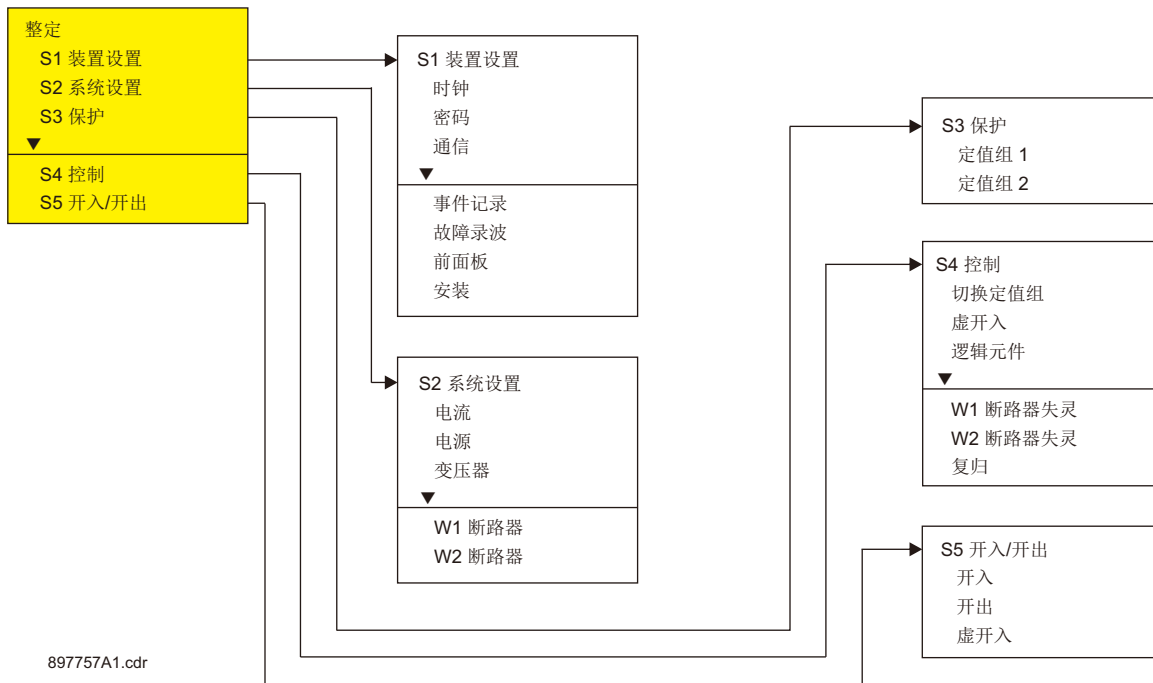 整定
S1 装置设置
S2 系统设置
S3 保护
▼
S4 控制
S5 开入/开出
S1 装置设置
时钟
密码
通信
▼
事件记录
故障录波
前面板
安装
S2 系统设置
电流
电源
变压器
▼
W1 断路器
W2 断路器
S3 保护
定值组 1
定值组 2
S4 控制
切换定值组
虚开入
逻辑元件
▼
W1 断路器失灵
W2 断路器失灵
复归
S5 开入/开出
开入
开出
虚开入
897757A1.cdr